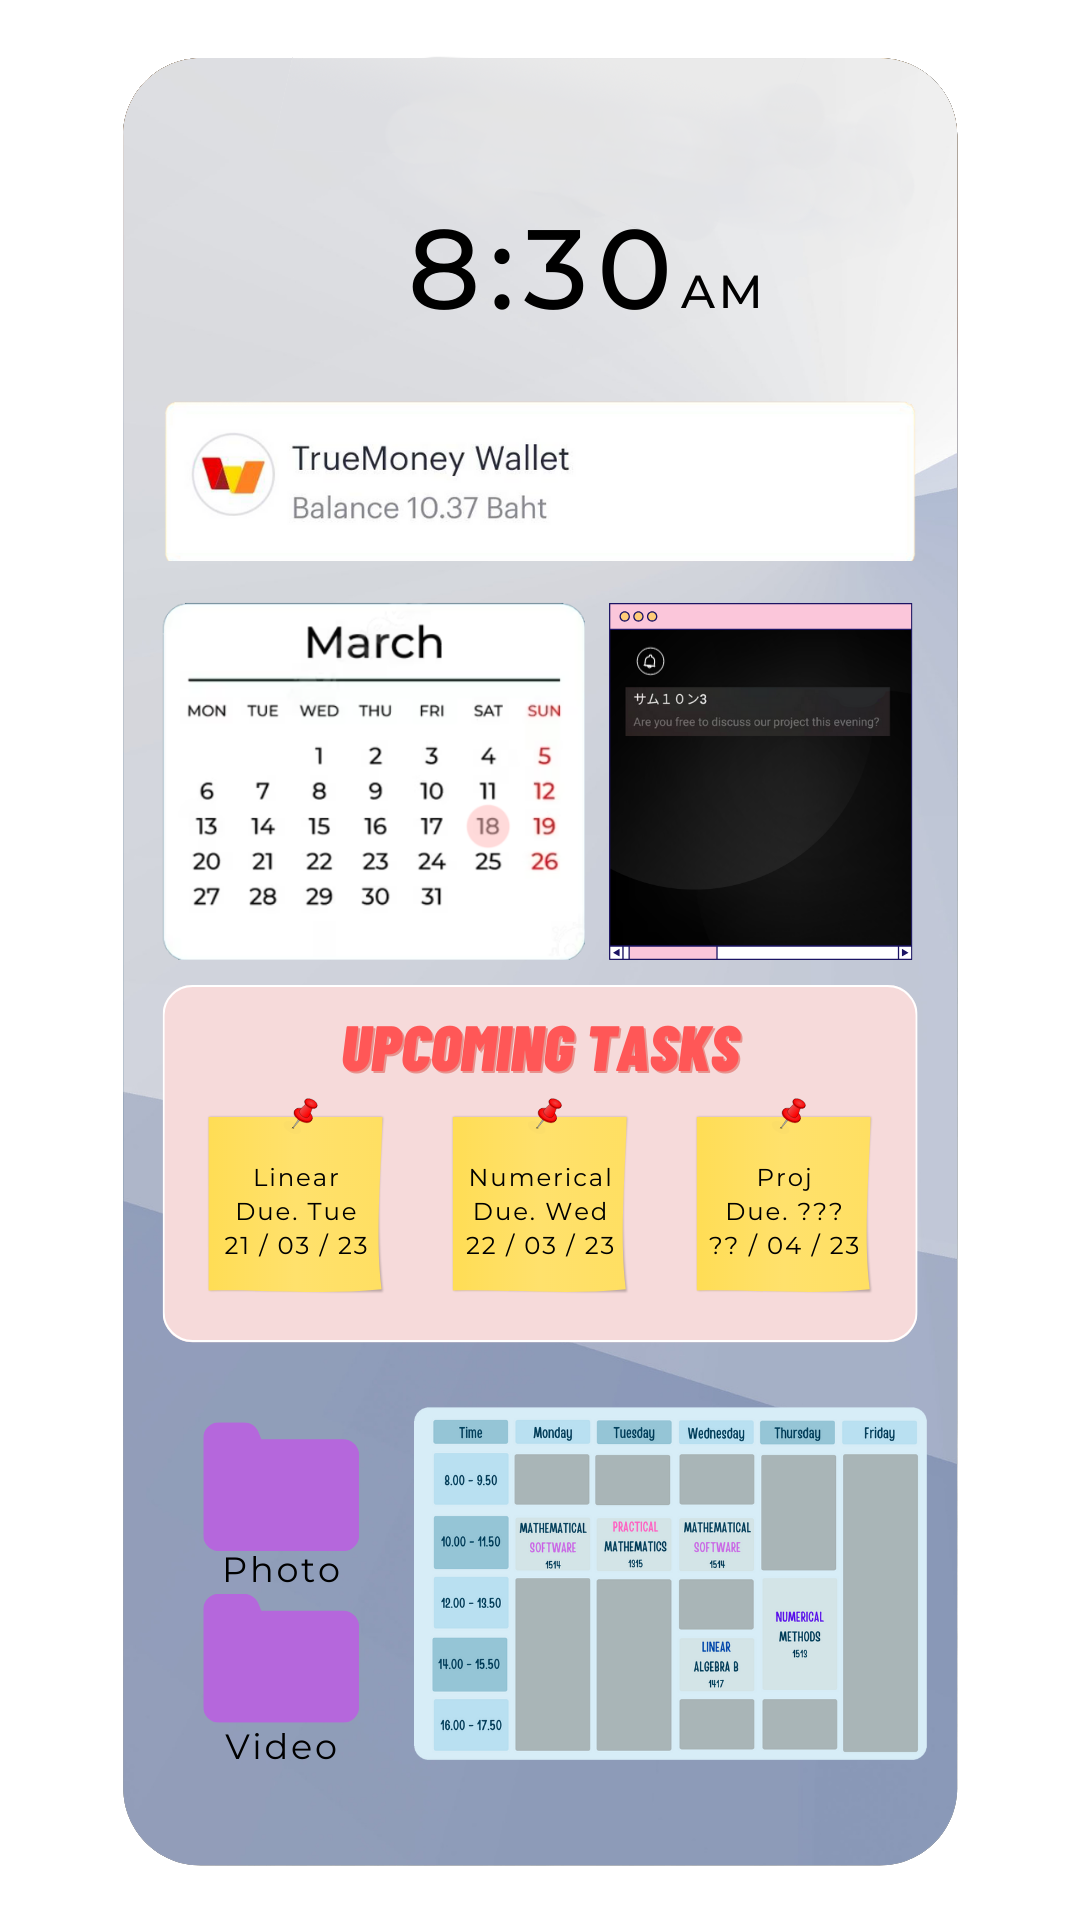 8:30 AM
TrueMoney Wallet
Balance 10.37 Baht
March
MON TUE WED THU FRI SAT SUN
1 2 3 4 5
6 7 8 9 10 11 12
13 14 15 16 17 18 19
20 21 22 23 24 25 26
27 28 29 30 31
サム１０ン3
Are you free to discuss our project this evening?
UPCOMING TASKS
Linear
Due. Tue
21 / 03 / 23
Numerical
Due. Wed
22 / 03 / 23
Proj
Due. ???
?? / 04 / 23
Photo
Video
Time Monday Tuesday Wednesday Thursday Friday
8.00 - 9.50
10.00 - 11.50
MATHEMATICAL
SOFTWARE
1514
PRACTICAL
MATHEMATICS
1315
MATHEMATICAL
SOFTWARE
1514
12.00 - 13.50
NUMERICAL
METHODS
1513
14.00 - 15.50
LINEAR
ALGEBRA B
1417
16.00 - 17.50